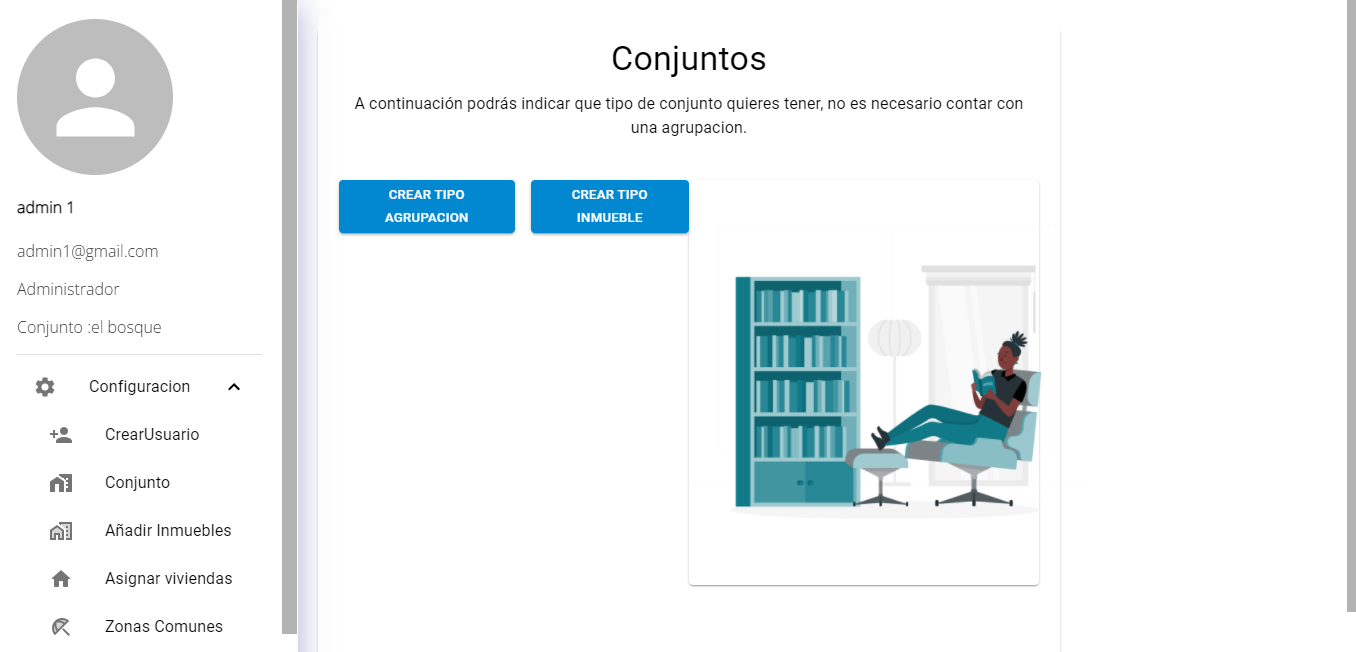 admin 1
admin1@gmail.com
Administrador
Conjunto :el bosque
Configuracion
CrearUsuario
Conjunto
Añadir Inmuebles
Asignar viviendas
Zonas Comunes
Conjuntos
A continuación podrás indicar que tipo de conjunto quieres tener, no es necesario contar con
una agrupacion.
CREAR TIPO
AGRUPACION
CREAR TIPO
INMUEBLE